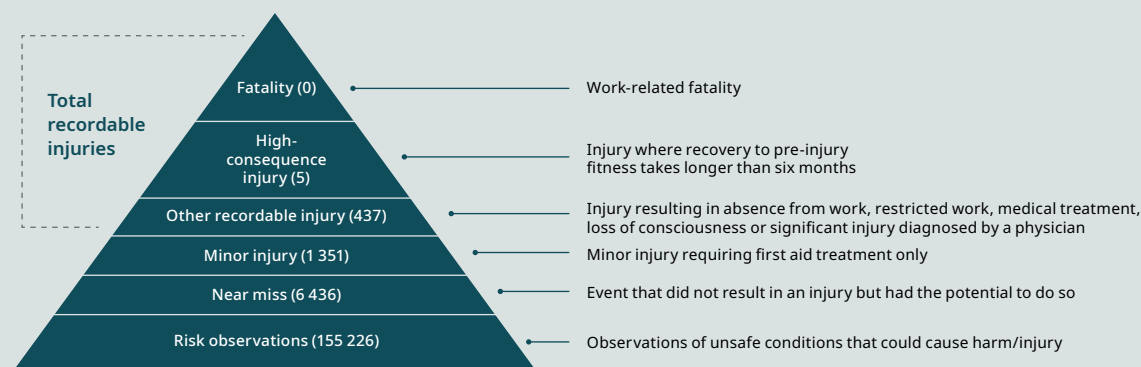 Total
recordable
injuries
Fatality (0)
Work-related fatality
High-
consequence
injury (5)
Injury where recovery to pre-injury
fitness takes longer than six months
Other recordable injury (437)
Injury resulting in absence from work, restricted work, medical treatment,
loss of consciousness or significant injury diagnosed by a physician
Minor injury (1 351)
Minor injury requiring first aid treatment only
Near miss (6 436)
Event that did not result in an injury but had the potential to do so
Risk observations (155 226)
Observations of unsafe conditions that could cause harm/injury